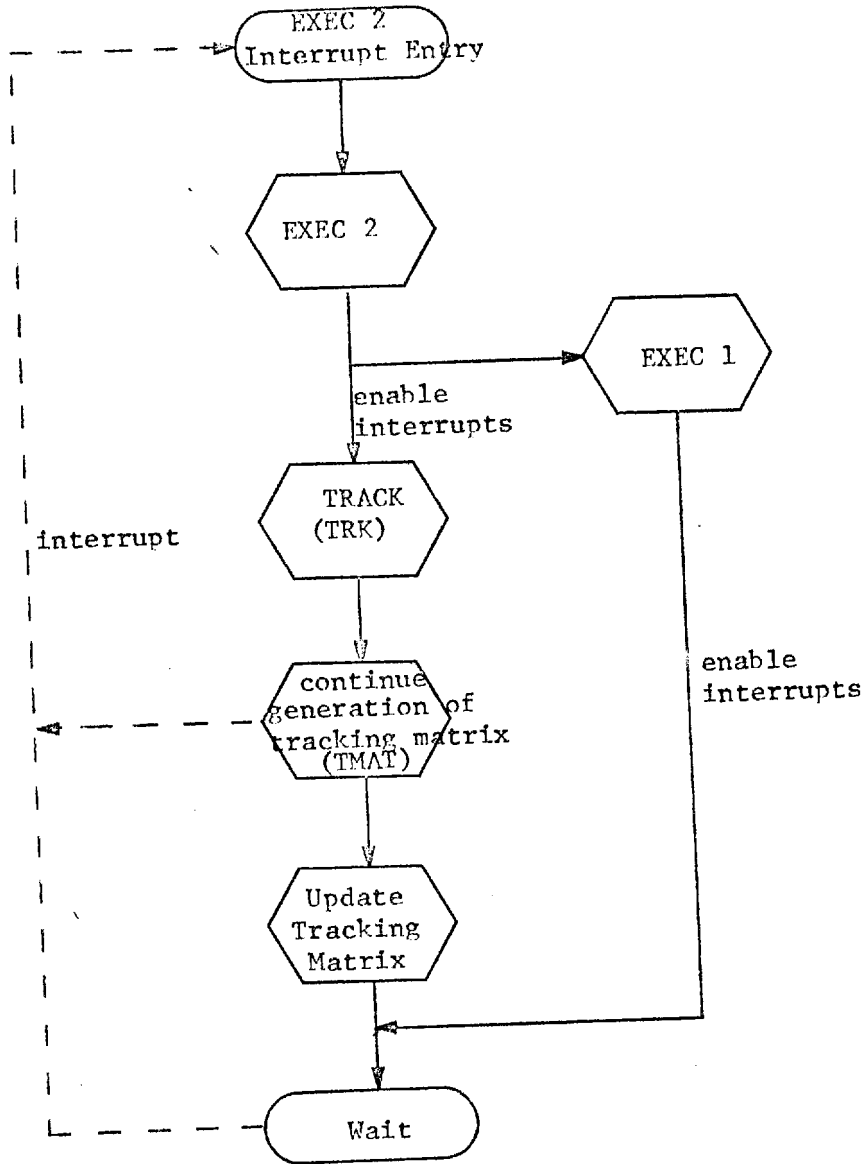 EXEC 2
Interrupt Entry
EXEC 2
EXEC 1
enable
interrupts
TRACK
(TRK)
interrupt
continue
generation of
tracking matrix
(TMAT)
enable
interrupts
Update
Tracking
Matrix
Wait